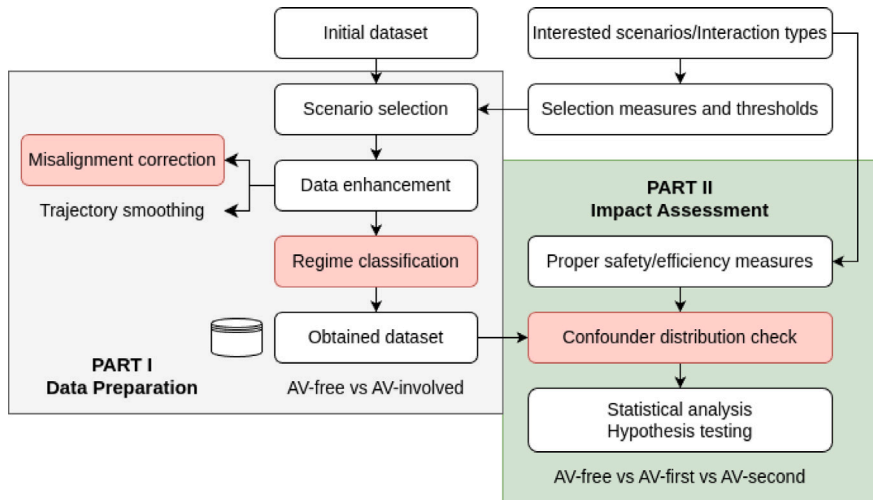 Initial dataset
Interested scenarios/Interaction types
Scenario selection
Selection measures and thresholds
Misalignment correction
Data enhancement
Trajectory smoothing
PART II
Impact Assessment
Regime classification
Proper safety/efficiency measures
Obtained dataset
Confounder distribution check
PART I
Data Preparation
AV-free vs AV-involved
Statistical analysis
Hypothesis testing
AV-free vs AV-first vs AV-second